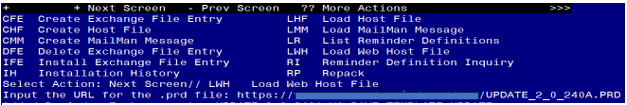 + + Next Screen - Prev Screen ?? More Actions >>>
CFE Create Exchange File Entry LHF Load Host File
CHF Create Host File LMM Load MailMan Message
CMM Create MailMan Message LR List Reminder Definitions
DFE Delete Exchange File Entry LWH Load Web Host File
IFE Install Exchange File Entry RI Reminder Definition Inquiry
IH Installation History RP Repack
Select Action: Next Screen// LWH Load Web Host File
Input the URL for the .prd file: https:// /UPDATE_2_0_240A.PRD